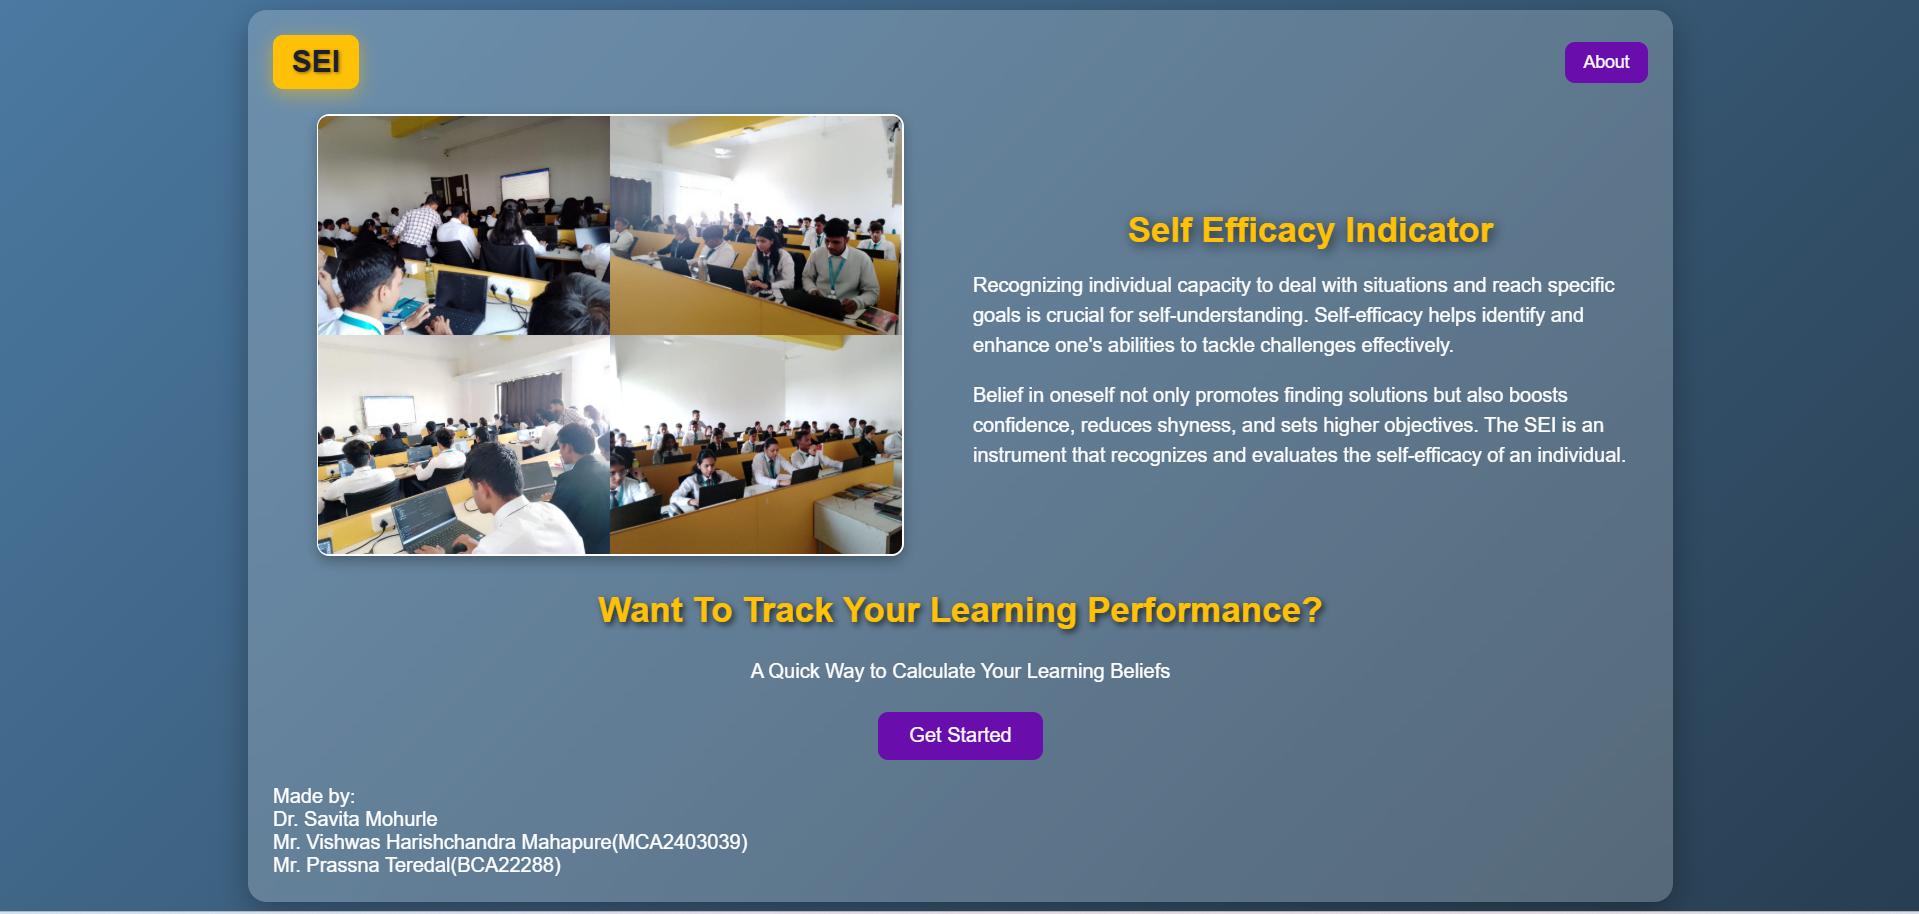 SEI
About
Self Efficacy Indicator
Recognizing individual capacity to deal with situations and reach specific
goals is crucial for self-understanding. Self-efficacy helps identify and
enhance one's abilities to tackle challenges effectively.
Belief in oneself not only promotes finding solutions but also boosts
confidence, reduces shyness, and sets higher objectives. The SEI is an
instrument that recognizes and evaluates the self-efficacy of an individual.
Want To Track Your Learning Performance?
A Quick Way to Calculate Your Learning Beliefs
Get Started
Made by:
Dr. Savita Mohurle
Mr. Vishwas Harishchandra Mahapure(MCA2403039)
Mr. Prassna Teredal(BCA22288)